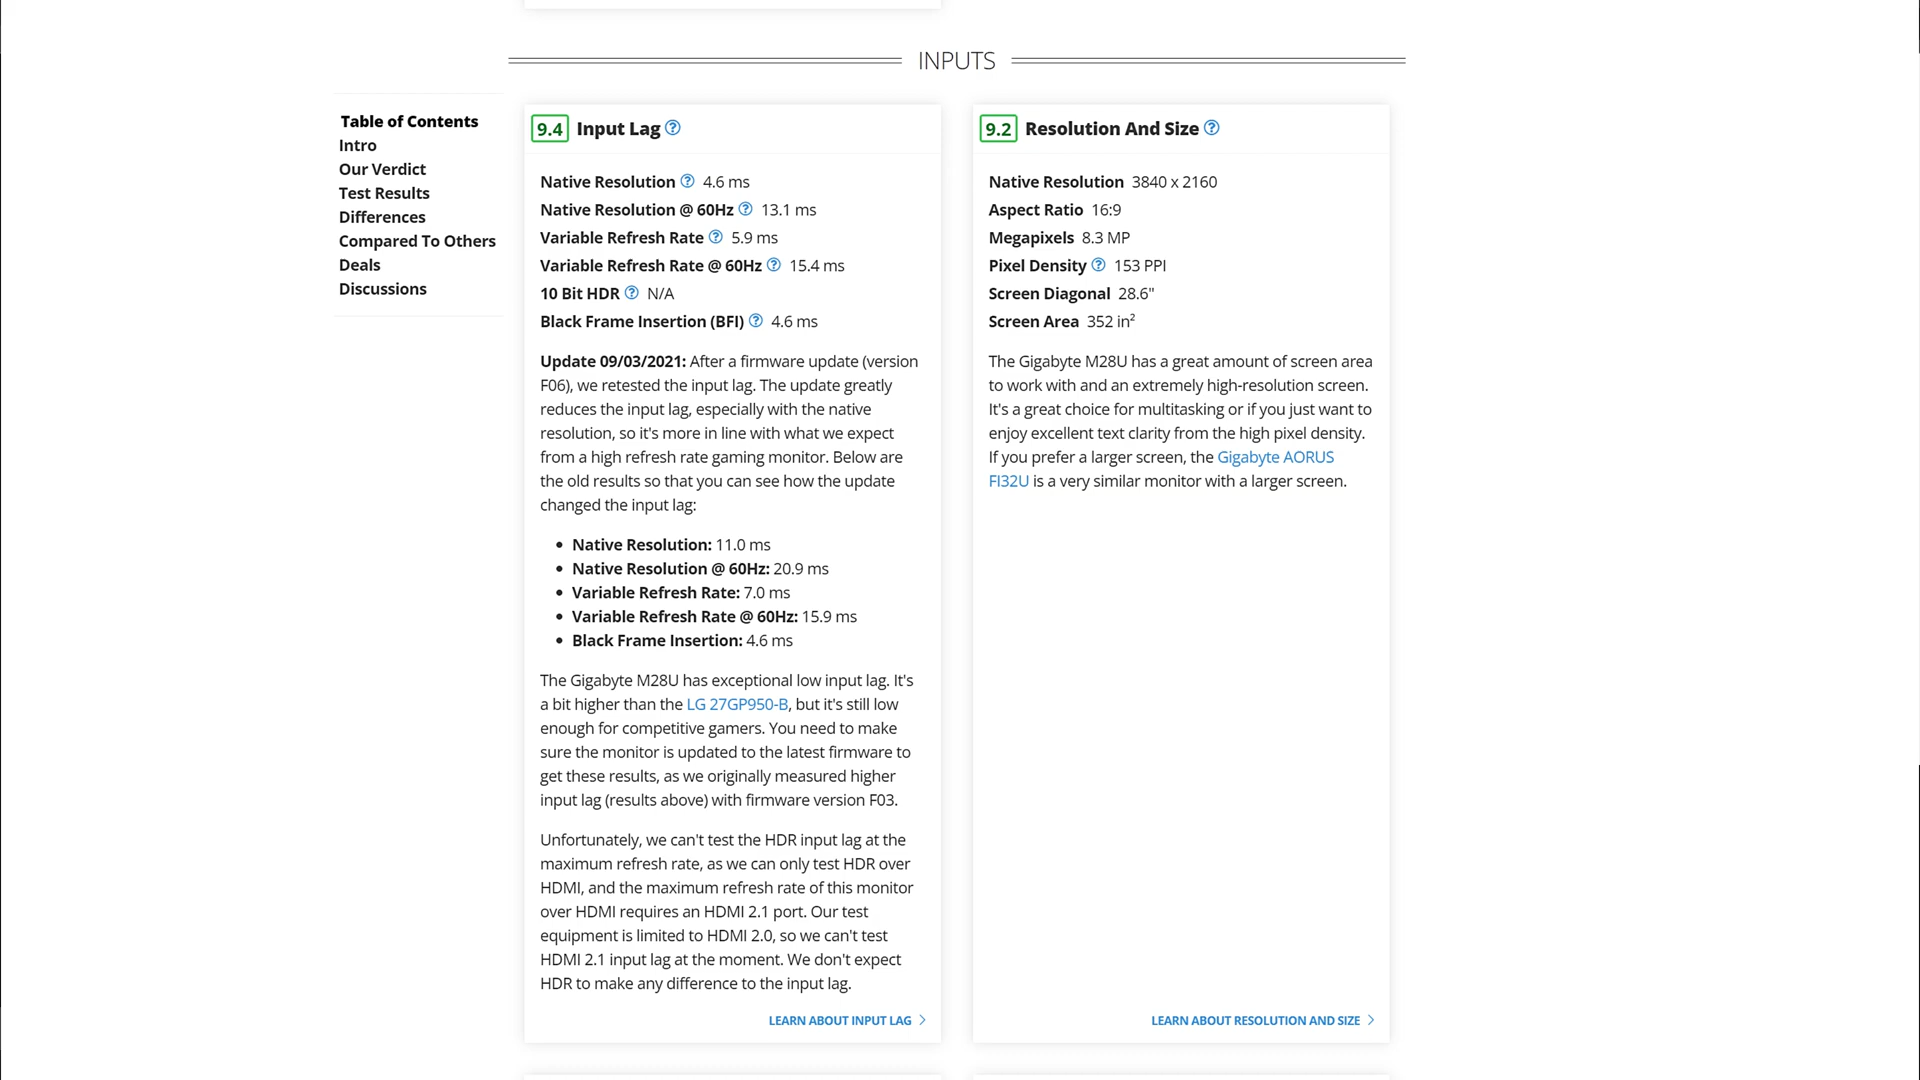 INPUTS
Table of Contents
Intro
Our Verdict
Test Results
Differences
Compared To Others
Deals
Discussions
9.4 Input Lag ?
Native Resolution ? 4.6 ms
Native Resolution @ 60Hz ? 13.1 ms
Variable Refresh Rate ? 5.9 ms
Variable Refresh Rate @ 60Hz ? 15.4 ms
10 Bit HDR ? N/A
Black Frame Insertion (BFI) ? 4.6 ms
Update 09/03/2021: After a firmware update (version
F06), we retested the input lag. The update greatly
reduces the input lag, especially with the native
resolution, so it's more in line with what we expect
from a high refresh rate gaming monitor. Below are
the old results so that you can see how the update
changed the input lag:
• Native Resolution: 11.0 ms
• Native Resolution @ 60Hz: 20.9 ms
• Variable Refresh Rate: 7.0 ms
• Variable Refresh Rate @ 60Hz: 15.9 ms
• Black Frame Insertion: 4.6 ms
The Gigabyte M28U has exceptional low input lag. It's
a bit higher than the LG 27GP950-B, but it's still low
enough for competitive gamers. You need to make
sure the monitor is updated to the latest firmware to
get these results, as we originally measured higher
input lag (results above) with firmware version F03.
Unfortunately, we can't test the HDR input lag at the
maximum refresh rate, as we can only test HDR over
HDMI, and the maximum refresh rate of this monitor
over HDMI requires an HDMI 2.1 port. Our test
equipment is limited to HDMI 2.0, so we can't test
HDMI 2.1 input lag at the moment. We don't expect
HDR to make any difference to the input lag.
LEARN ABOUT INPUT LAG >
9.2 Resolution And Size ?
Native Resolution 3840 x 2160
Aspect Ratio 16:9
Megapixels 8.3 MP
Pixel Density ? 153 PPI
Screen Diagonal 28.6"
Screen Area 352 in²
The Gigabyte M28U has a great amount of screen area
to work with and an extremely high-resolution screen.
It's a great choice for multitasking or if you just want to
enjoy excellent text clarity from the high pixel density.
If you prefer a larger screen, the Gigabyte AORUS
FI32U is a very similar monitor with a larger screen.
LEARN ABOUT RESOLUTION AND SIZE >